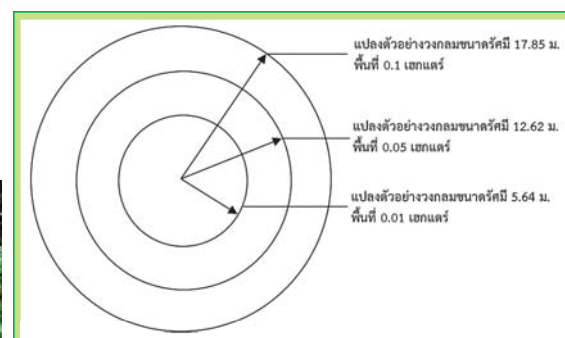 แปลงตัวอย่างวงกลมขนาดรัศมี 17.85 ม.
พื้นที่ 0.1 เฮกแตร์
แปลงตัวอย่างวงกลมขนาดรัศมี 12.62 ม.
พื้นที่ 0.05 เฮกแตร์
แปลงตัวอย่างวงกลมขนาดรัศมี 5.64 ม.
พื้นที่ 0.01 เฮกแตร์